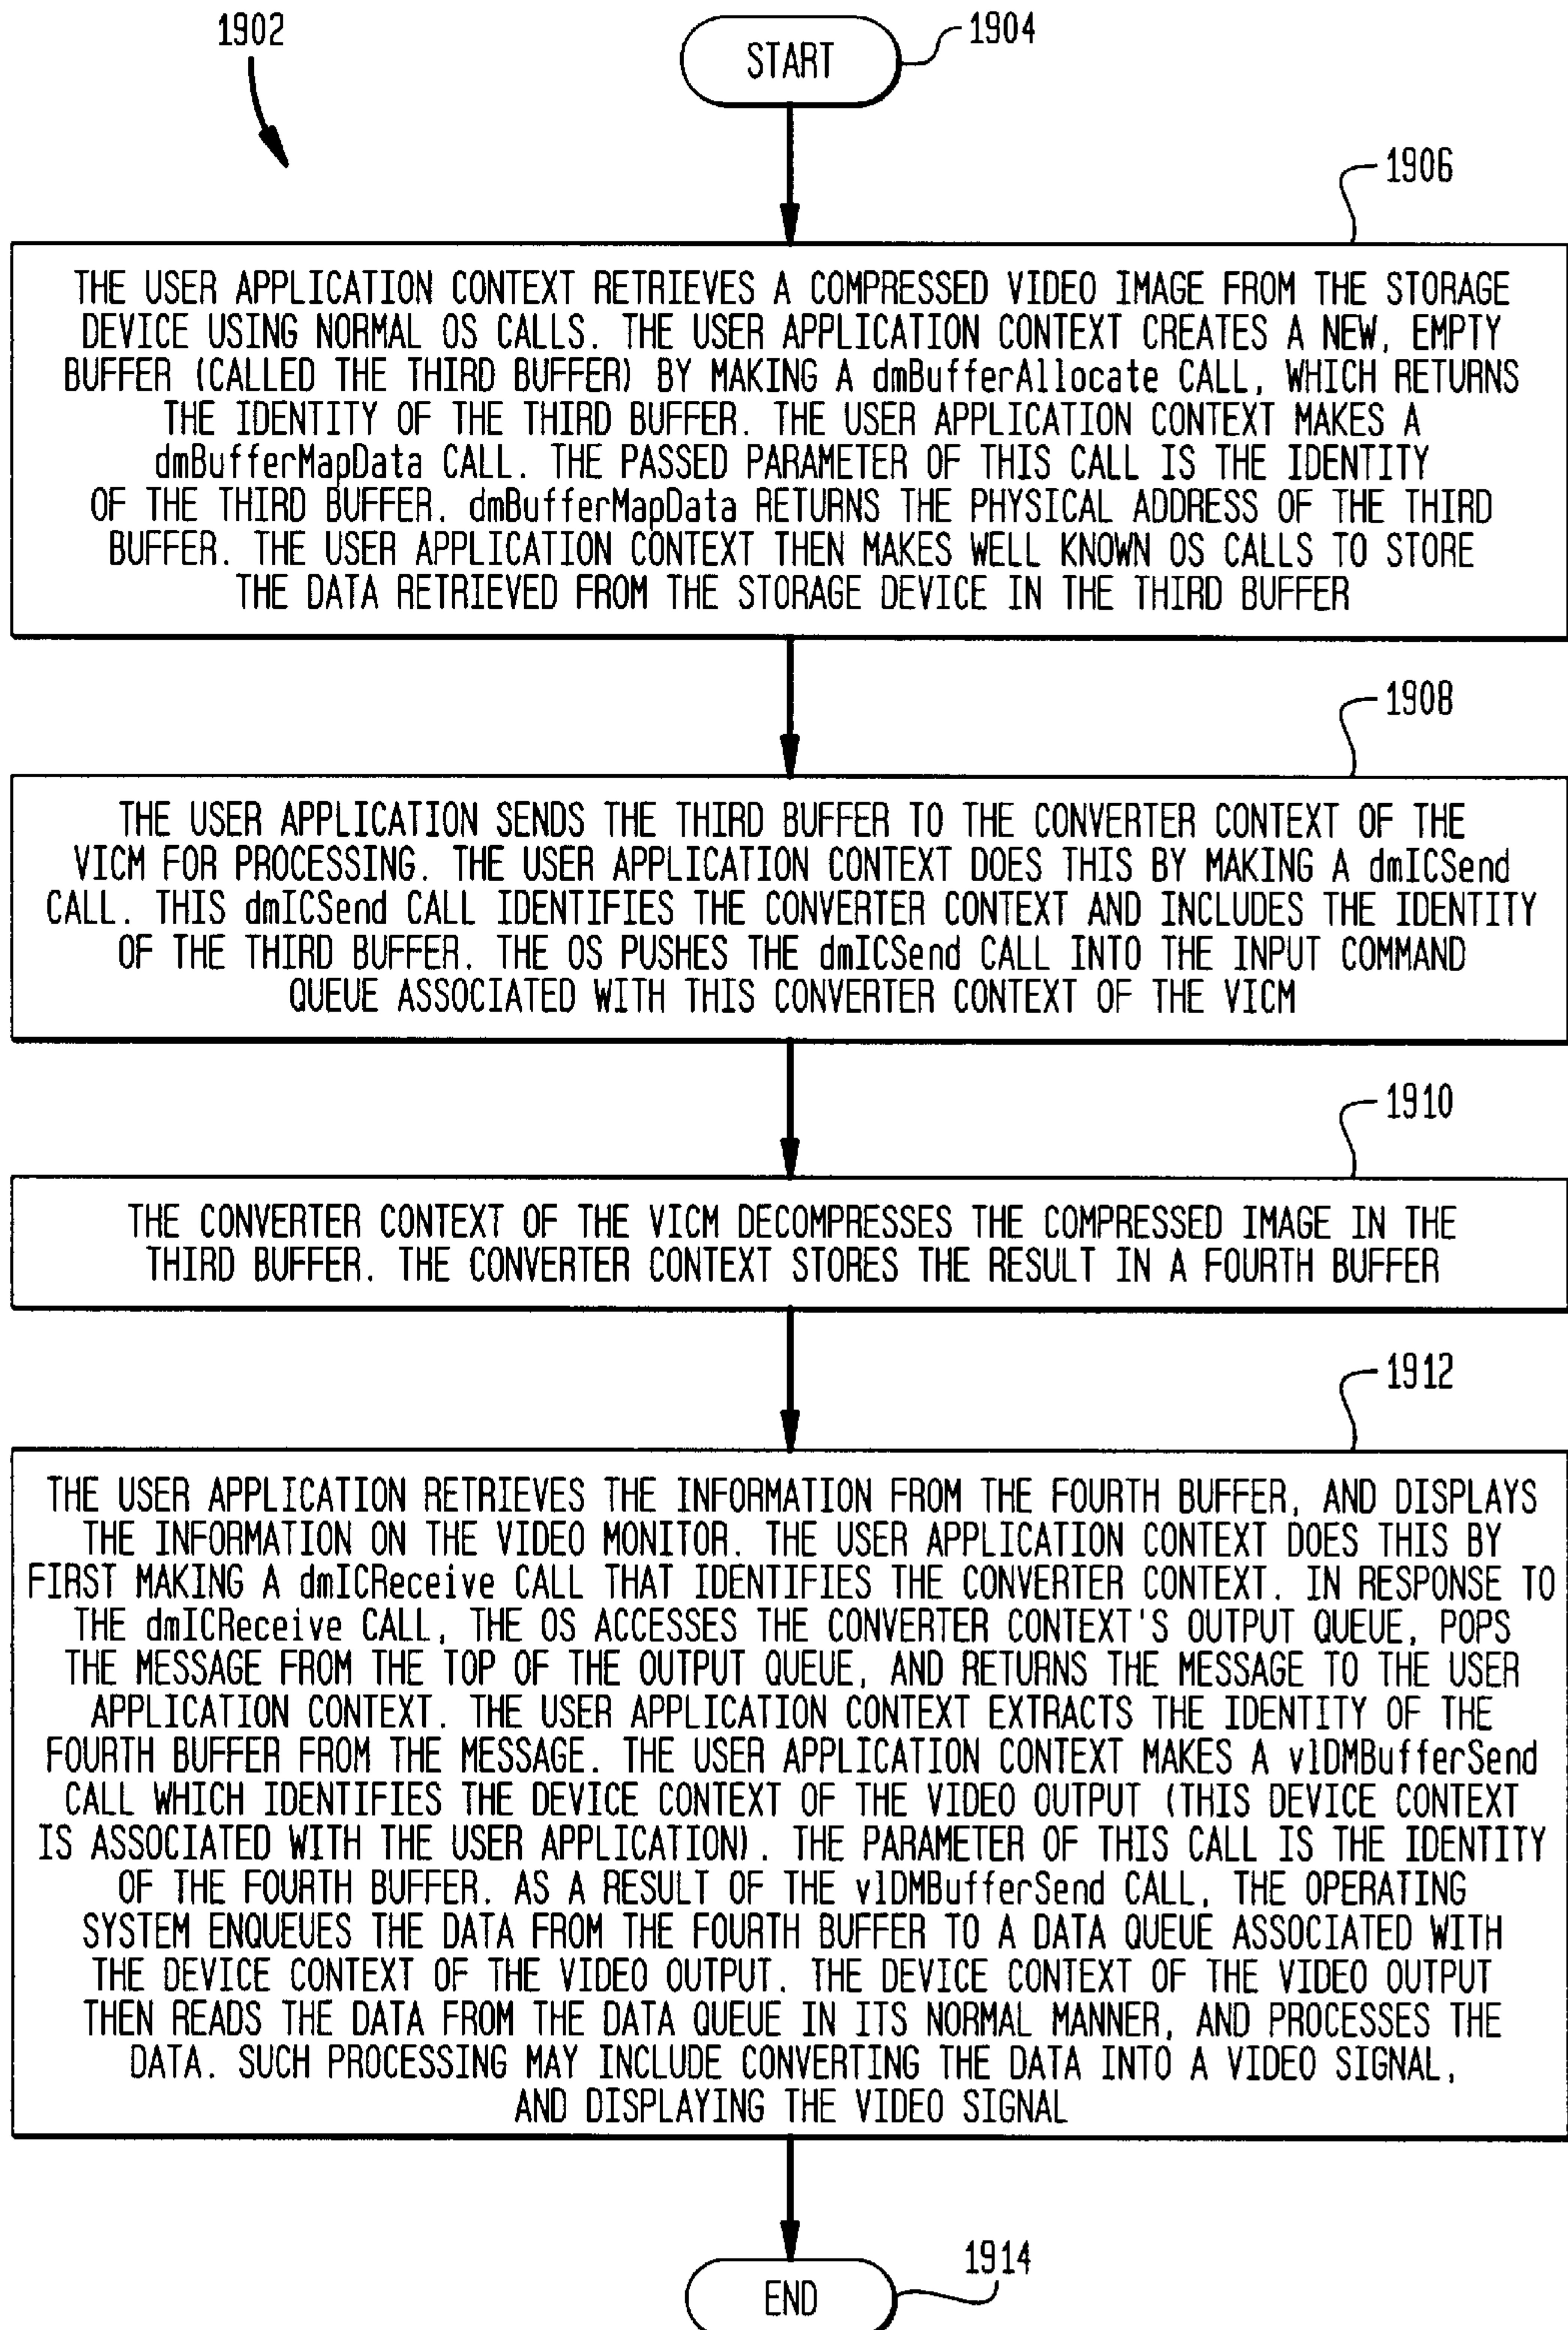 1902
START
1904
1906
THE USER APPLICATION CONTEXT RETRIEVES A COMPRESSED VIDEO IMAGE FROM THE STORAGE
DEVICE USING NORMAL OS CALLS. THE USER APPLICATION CONTEXT CREATES A NEW, EMPTY
BUFFER (CALLED THE THIRD BUFFER) BY MAKING A dmBufferAllocate CALL, WHICH RETURNS
THE IDENTITY OF THE THIRD BUFFER. THE USER APPLICATION CONTEXT MAKES A
dmBufferMapData CALL. THE PASSED PARAMETER OF THIS CALL IS THE IDENTITY
OF THE THIRD BUFFER. dmBufferMapData RETURNS THE PHYSICAL ADDRESS OF THE THIRD
BUFFER. THE USER APPLICATION CONTEXT THEN MAKES WELL KNOWN OS CALLS TO STORE
THE DATA RETRIEVED FROM THE STORAGE DEVICE IN THE THIRD BUFFER
1908
THE USER APPLICATION SENDS THE THIRD BUFFER TO THE CONVERTER CONTEXT OF THE
VICM FOR PROCESSING. THE USER APPLICATION CONTEXT DOES THIS BY MAKING A dmICSend
CALL. THIS dmICSend CALL IDENTIFIES THE CONVERTER CONTEXT AND INCLUDES THE IDENTITY
OF THE THIRD BUFFER. THE OS PUSHES THE dmICSend CALL INTO THE INPUT COMMAND
QUEUE ASSOCIATED WITH THIS CONVERTER CONTEXT OF THE VICM
1910
THE CONVERTER CONTEXT OF THE VICM DECOMPRESSES THE COMPRESSED IMAGE IN THE
THIRD BUFFER. THE CONVERTER CONTEXT STORES THE RESULT IN A FOURTH BUFFER
1912
THE USER APPLICATION RETRIEVES THE INFORMATION FROM THE FOURTH BUFFER, AND DISPLAYS
THE INFORMATION ON THE VIDEO MONITOR. THE USER APPLICATION CONTEXT DOES THIS BY
FIRST MAKING A dmICReceive CALL THAT IDENTIFIES THE CONVERTER CONTEXT. IN RESPONSE TO
THE dmICReceive CALL, THE OS ACCESSES THE CONVERTER CONTEXT'S OUTPUT QUEUE, POPS
THE MESSAGE FROM THE TOP OF THE OUTPUT QUEUE, AND RETURNS THE MESSAGE TO THE USER
APPLICATION CONTEXT. THE USER APPLICATION CONTEXT EXTRACTS THE IDENTITY OF THE
FOURTH BUFFER FROM THE MESSAGE. THE USER APPLICATION CONTEXT MAKES A vlDMBufferSend
CALL WHICH IDENTIFIES THE DEVICE CONTEXT OF THE VIDEO OUTPUT (THIS DEVICE CONTEXT
IS ASSOCIATED WITH THE USER APPLICATION). THE PARAMETER OF THIS CALL IS THE IDENTITY
OF THE FOURTH BUFFER. AS A RESULT OF THE vlDMBufferSend CALL, THE OPERATING
SYSTEM ENQUEUES THE DATA FROM THE FOURTH BUFFER TO A DATA QUEUE ASSOCIATED WITH
THE DEVICE CONTEXT OF THE VIDEO OUTPUT. THE DEVICE CONTEXT OF THE VIDEO OUTPUT
THEN READS THE DATA FROM THE DATA QUEUE IN ITS NORMAL MANNER, AND PROCESSES THE
DATA. SUCH PROCESSING MAY INCLUDE CONVERTING THE DATA INTO A VIDEO SIGNAL,
AND DISPLAYING THE VIDEO SIGNAL
1914
END